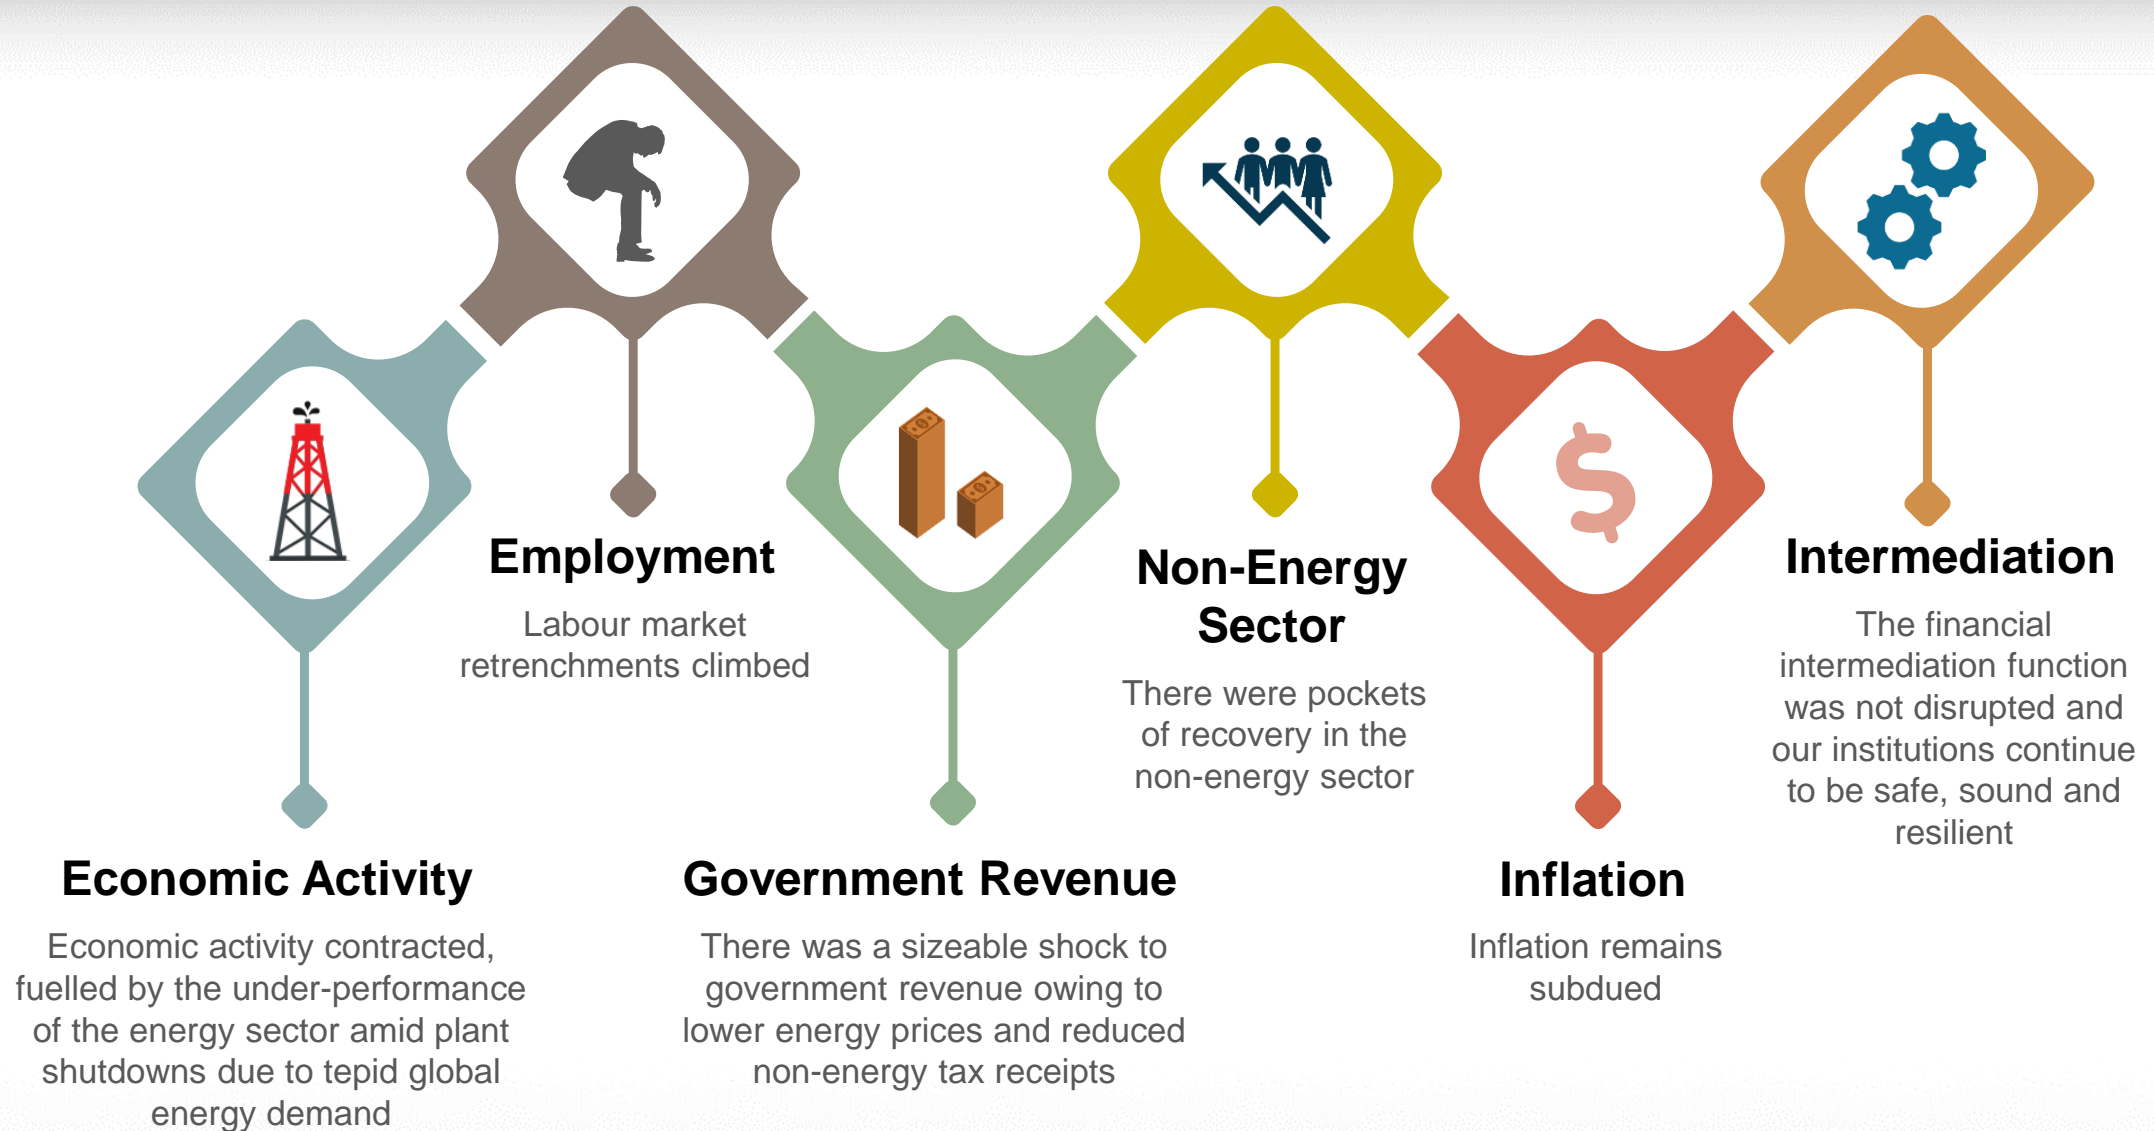 Economic Activity
Economic activity contracted,
fuelled by the under-performance
of the energy sector amid plant
shutdowns due to tepid global
energy demand
Employment
Labour market
retrenchments climbed
Government Revenue
There was a sizeable shock to
government revenue owing to
lower energy prices and reduced
non-energy tax receipts
Non-Energy
Sector
There were pockets
of recovery in the
non-energy sector
Inflation
Inflation remains
subdued
Intermediation
The financial
intermediation function
was not disrupted and
our institutions continue
to be safe, sound and
resilient